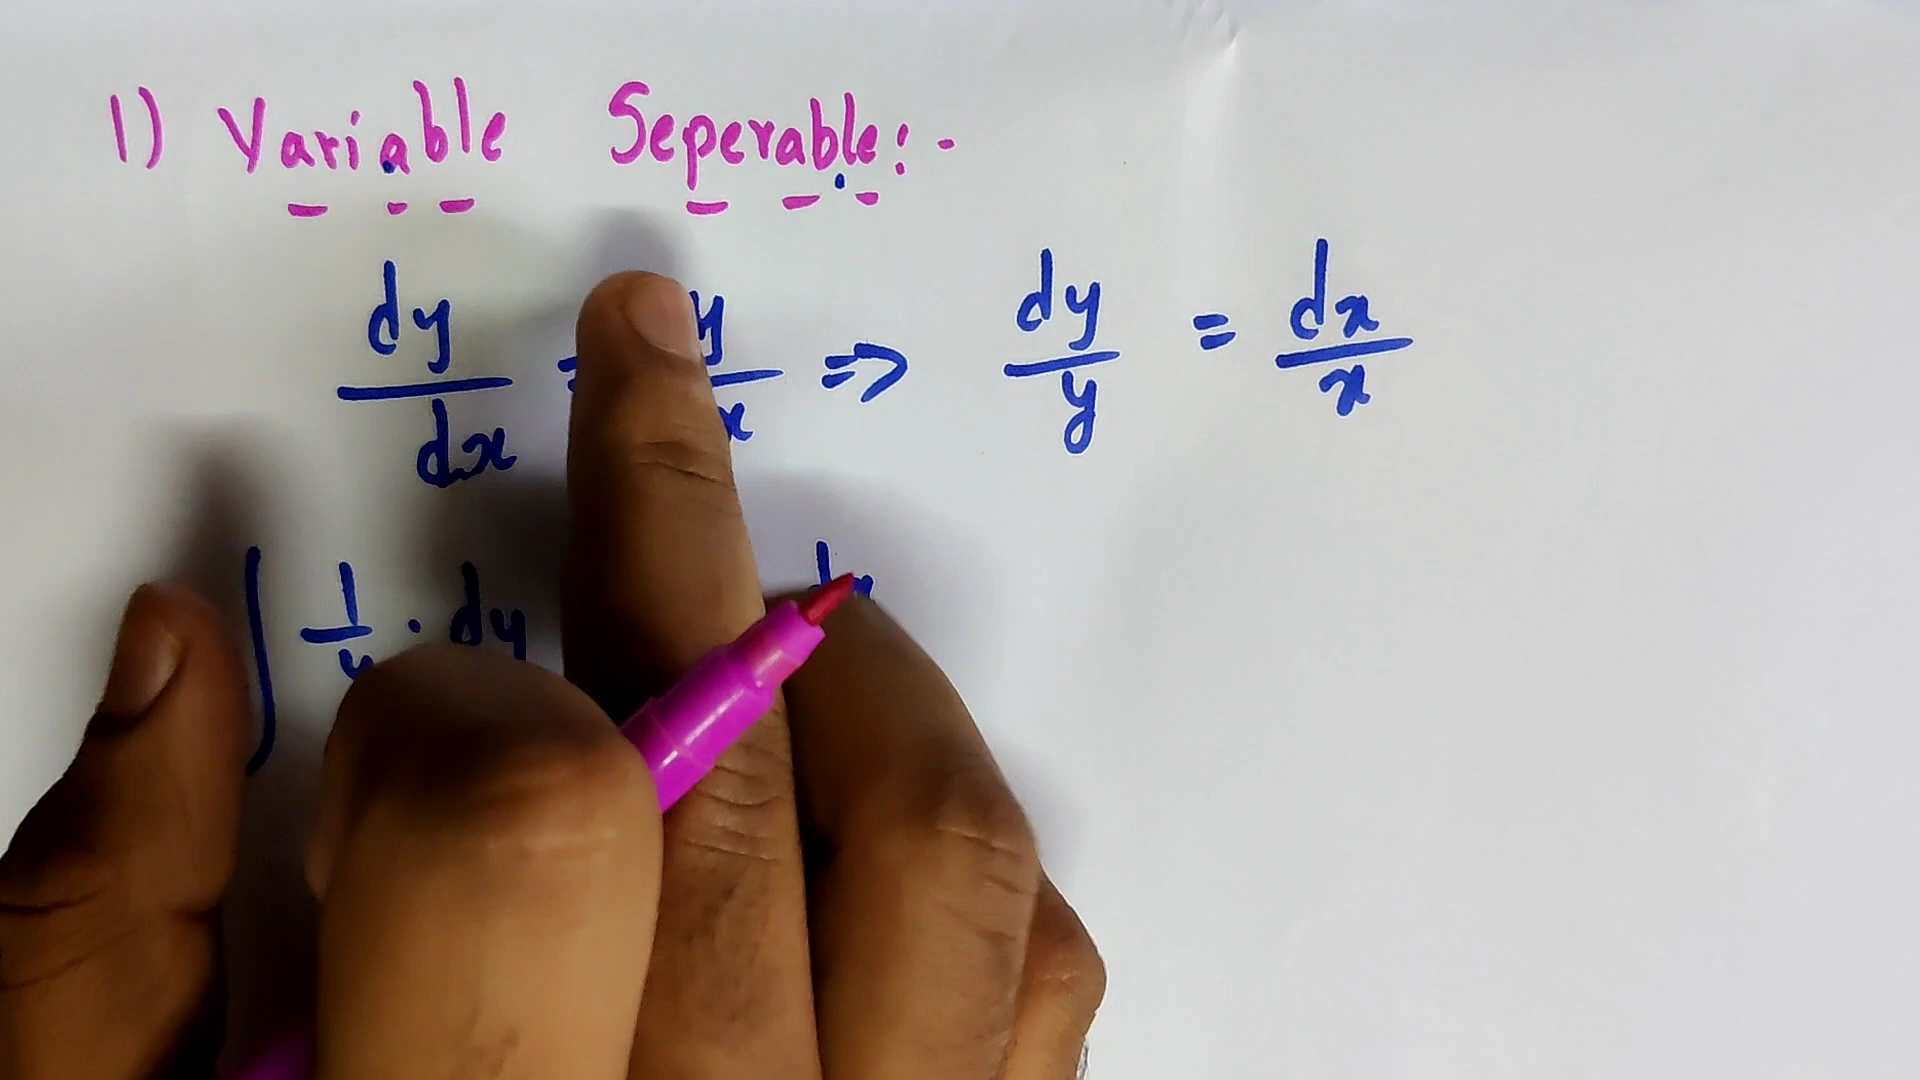 1) Variable Seperable:-
dy/dx = y/x ⇒ dy/y = dx/x
∫ 1/y · dy